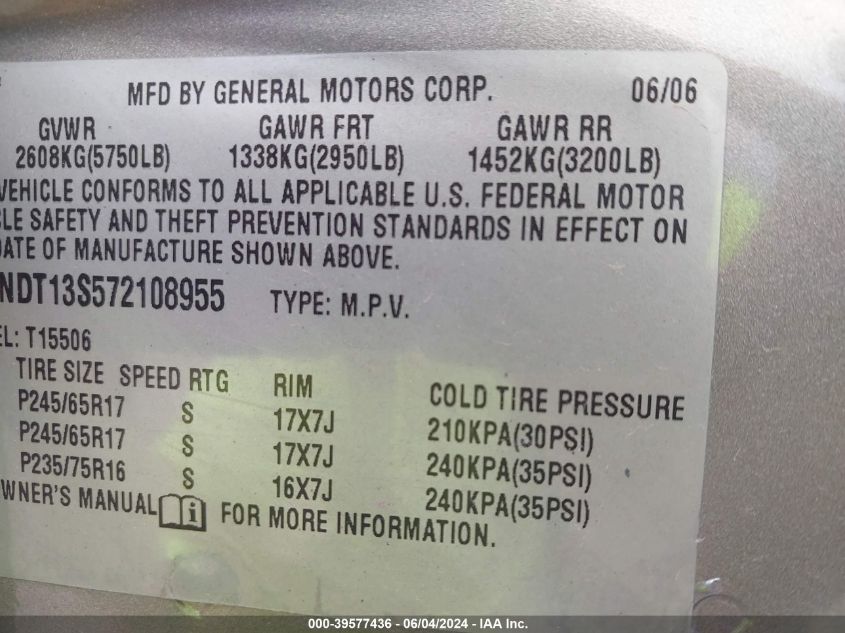 MFD BY GENERAL MOTORS CORP. 06/06
GVWR GAWR FRT GAWR RR
2608KG(5750LB) 1338KG(2950LB) 1452KG(3200LB)
VEHICLE CONFORMS TO ALL APPLICABLE U.S. FEDERAL MOTOR
CLE SAFETY AND THEFT PREVENTION STANDARDS IN EFFECT ON
DATE OF MANUFACTURE SHOWN ABOVE.
NDT13S572108955 TYPE: M.P.V.
EL: T15506
TIRE SIZE SPEED RTG RIM COLD TIRE PRESSURE
P245/65R17 S 17X7J 210KPA(30PSI)
P245/65R17 S 17X7J 240KPA(35PSI)
P235/75R16 S 16X7J 240KPA(35PSI)
WNER'S MANUAL i FOR MORE INFORMATION.
000-39577436 - 06/04/2024 - IAA Inc.